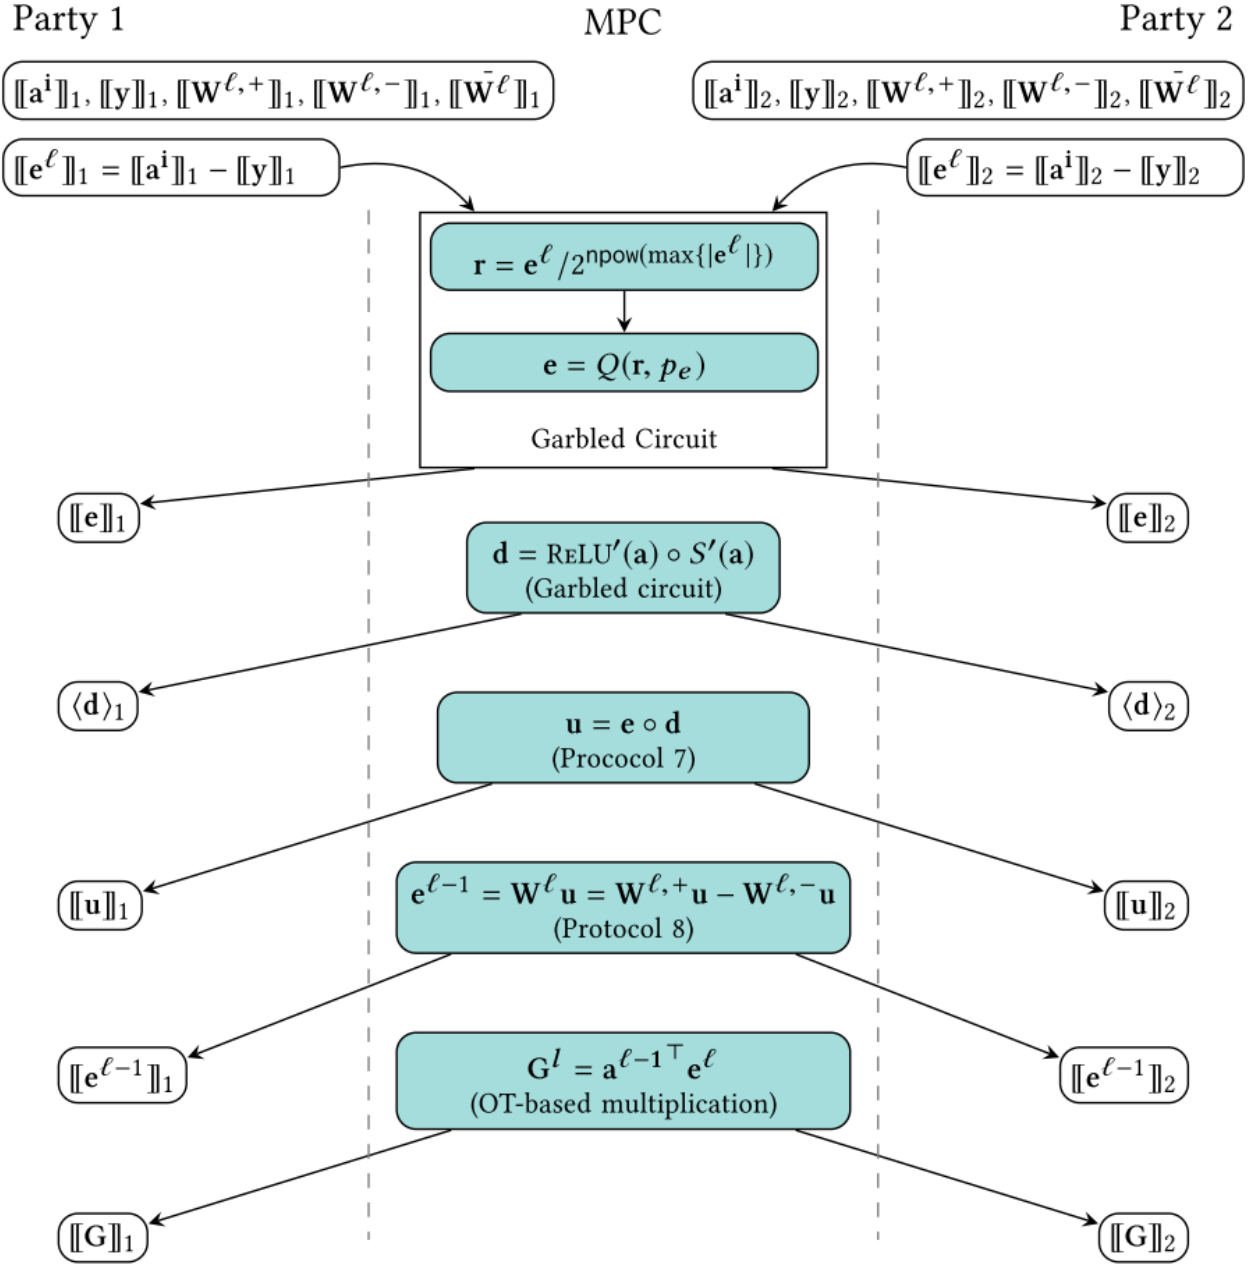 Party 1 MPC Party 2
⟦aⁱ⟧₁, ⟦y⟧₁, ⟦W^{ℓ,+}⟧₁, ⟦W^{ℓ,−}⟧₁, ⟦W̄^ℓ⟧₁
⟦aⁱ⟧₂, ⟦y⟧₂, ⟦W^{ℓ,+}⟧₂, ⟦W^{ℓ,−}⟧₂, ⟦W̄^ℓ⟧₂
⟦e^ℓ⟧₁ = ⟦aⁱ⟧₁ − ⟦y⟧₁
⟦e^ℓ⟧₂ = ⟦aⁱ⟧₂ − ⟦y⟧₂
r = e^ℓ/2^{npow(max{|e^ℓ|})}
e = Q(r, pₑ)
Garbled Circuit
⟦e⟧₁
⟦e⟧₂
d = RELU′(a) ∘ S′(a)
(Garbled circuit)
⟨d⟩₁
⟨d⟩₂
u = e ∘ d
(Prococol 7)
⟦u⟧₁
⟦u⟧₂
e^{ℓ−1} = W^ℓ u = W^{ℓ,+}u − W^{ℓ,−}u
(Protocol 8)
⟦e^{ℓ−1}⟧₁
⟦e^{ℓ−1}⟧₂
G^l = a^{ℓ−1⊤} e^ℓ
(OT-based multiplication)
⟦G⟧₁
⟦G⟧₂